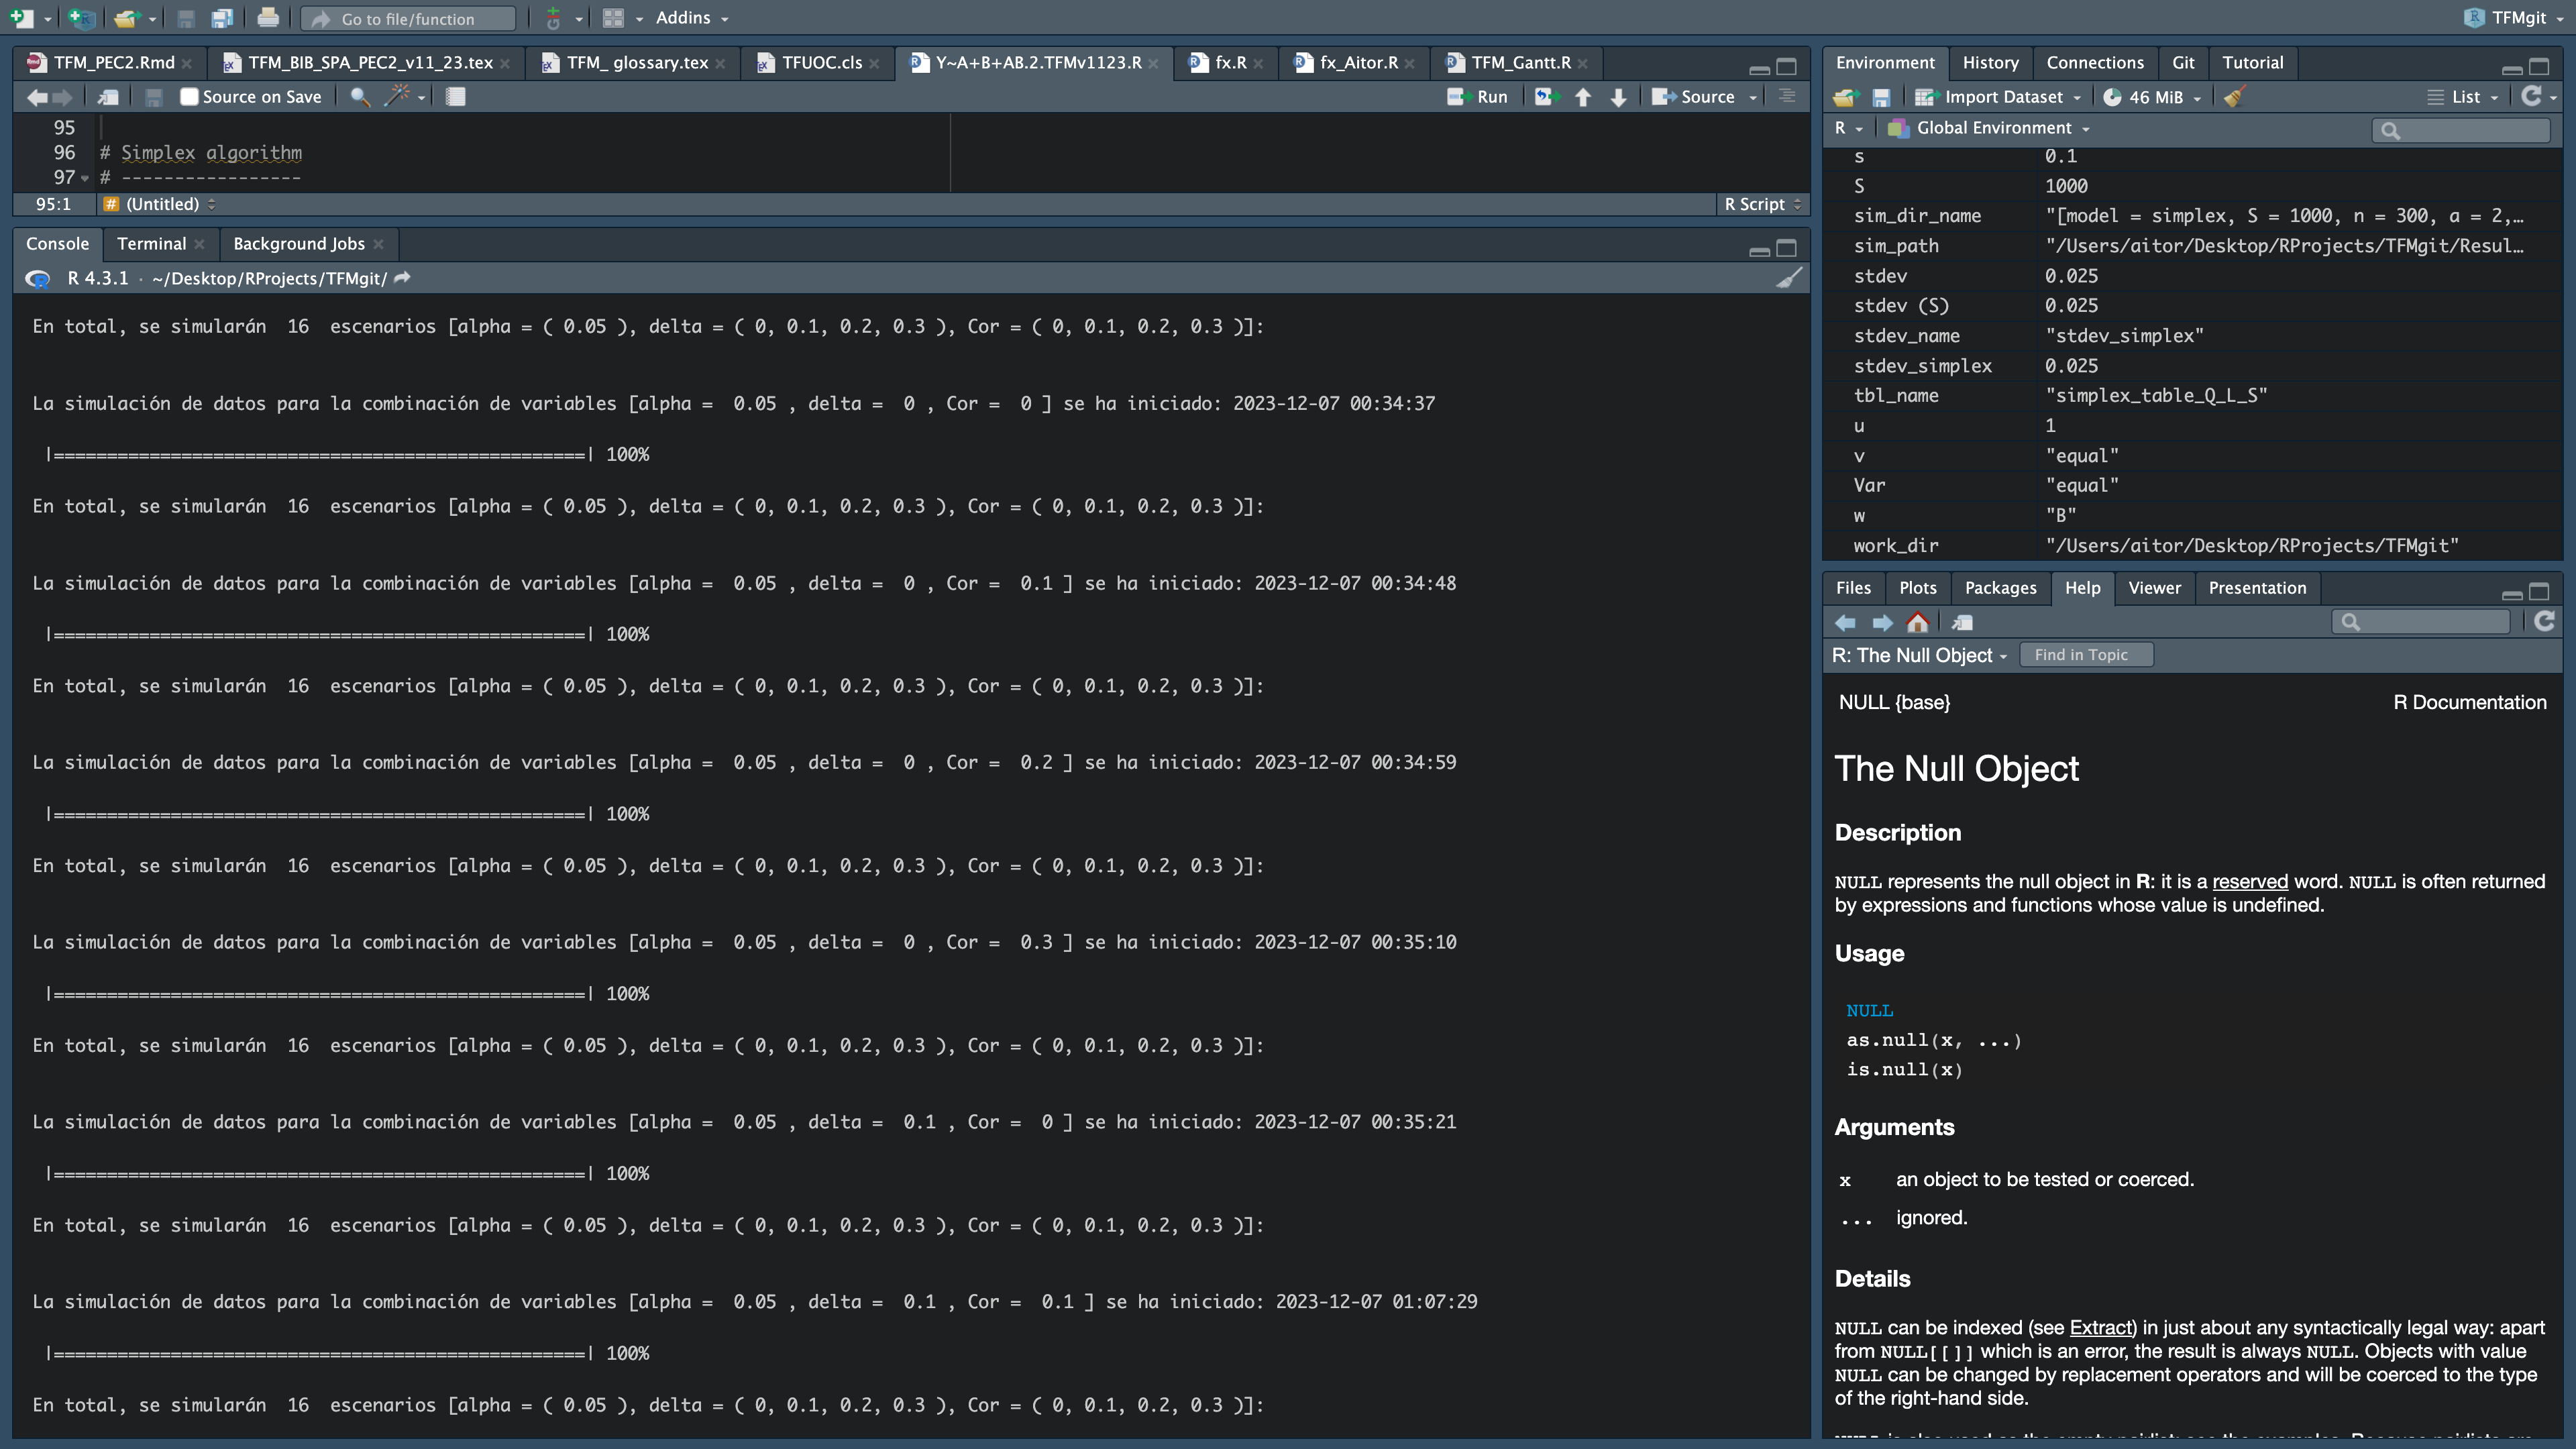 Go to file/function
Addins
TFMgit
TFM_PEC2.Rmd
TFM_BIB_SPA_PEC2_v11_23.tex
TFM_ glossary.tex
TFUOC.cls
Y~A+B+AB.2.TFMv1123.R
fx.R
fx_Aitor.R
TFM_Gantt.R
Source on Save
Run
Source
95
96 # Simplex algorithm
97 # -----------------
95:1 (Untitled) R Script
Console Terminal Background Jobs
R 4.3.1 · ~/Desktop/RProjects/TFMgit/
En total, se simularán  16  escenarios [alpha = ( 0.05 ), delta = ( 0, 0.1, 0.2, 0.3 ), Cor = ( 0, 0.1, 0.2, 0.3 )]:
La simulación de datos para la combinación de variables [alpha =  0.05 , delta =  0 , Cor =  0 ] se ha iniciado: 2023-12-07 00:34:37
|==================================================| 100%
En total, se simularán  16  escenarios [alpha = ( 0.05 ), delta = ( 0, 0.1, 0.2, 0.3 ), Cor = ( 0, 0.1, 0.2, 0.3 )]:
La simulación de datos para la combinación de variables [alpha =  0.05 , delta =  0 , Cor =  0.1 ] se ha iniciado: 2023-12-07 00:34:48
|==================================================| 100%
En total, se simularán  16  escenarios [alpha = ( 0.05 ), delta = ( 0, 0.1, 0.2, 0.3 ), Cor = ( 0, 0.1, 0.2, 0.3 )]:
La simulación de datos para la combinación de variables [alpha =  0.05 , delta =  0 , Cor =  0.2 ] se ha iniciado: 2023-12-07 00:34:59
|==================================================| 100%
En total, se simularán  16  escenarios [alpha = ( 0.05 ), delta = ( 0, 0.1, 0.2, 0.3 ), Cor = ( 0, 0.1, 0.2, 0.3 )]:
La simulación de datos para la combinación de variables [alpha =  0.05 , delta =  0 , Cor =  0.3 ] se ha iniciado: 2023-12-07 00:35:10
|==================================================| 100%
En total, se simularán  16  escenarios [alpha = ( 0.05 ), delta = ( 0, 0.1, 0.2, 0.3 ), Cor = ( 0, 0.1, 0.2, 0.3 )]:
La simulación de datos para la combinación de variables [alpha =  0.05 , delta =  0.1 , Cor =  0 ] se ha iniciado: 2023-12-07 00:35:21
|==================================================| 100%
En total, se simularán  16  escenarios [alpha = ( 0.05 ), delta = ( 0, 0.1, 0.2, 0.3 ), Cor = ( 0, 0.1, 0.2, 0.3 )]:
La simulación de datos para la combinación de variables [alpha =  0.05 , delta =  0.1 , Cor =  0.1 ] se ha iniciado: 2023-12-07 01:07:29
|==================================================| 100%
En total, se simularán  16  escenarios [alpha = ( 0.05 ), delta = ( 0, 0.1, 0.2, 0.3 ), Cor = ( 0, 0.1, 0.2, 0.3 )]:
Environment History Connections Git Tutorial
Import Dataset 46 MiB List
R Global Environment
s 0.1
S 1000
sim_dir_name "[model = simplex, S = 1000, n = 300, a = 2,…
sim_path "/Users/aitor/Desktop/RProjects/TFMgit/Resul…
stdev 0.025
stdev (S) 0.025
stdev_name "stdev_simplex"
stdev_simplex 0.025
tbl_name "simplex_table_Q_L_S"
u 1
v "equal"
Var "equal"
w "B"
work_dir "/Users/aitor/Desktop/RProjects/TFMgit"
Files Plots Packages Help Viewer Presentation
R: The Null Object Find in Topic
NULL {base} R Documentation
The Null Object
Description
NULL represents the null object in R: it is a reserved word. NULL is often returned
by expressions and functions whose value is undefined.
Usage
NULL
as.null(x, ...)
is.null(x)
Arguments
x an object to be tested or coerced.
... ignored.
Details
NULL can be indexed (see Extract) in just about any syntactically legal way: apart
from NULL[[]] which is an error, the result is always NULL. Objects with value
NULL can be changed by replacement operators and will be coerced to the type
of the right-hand side.